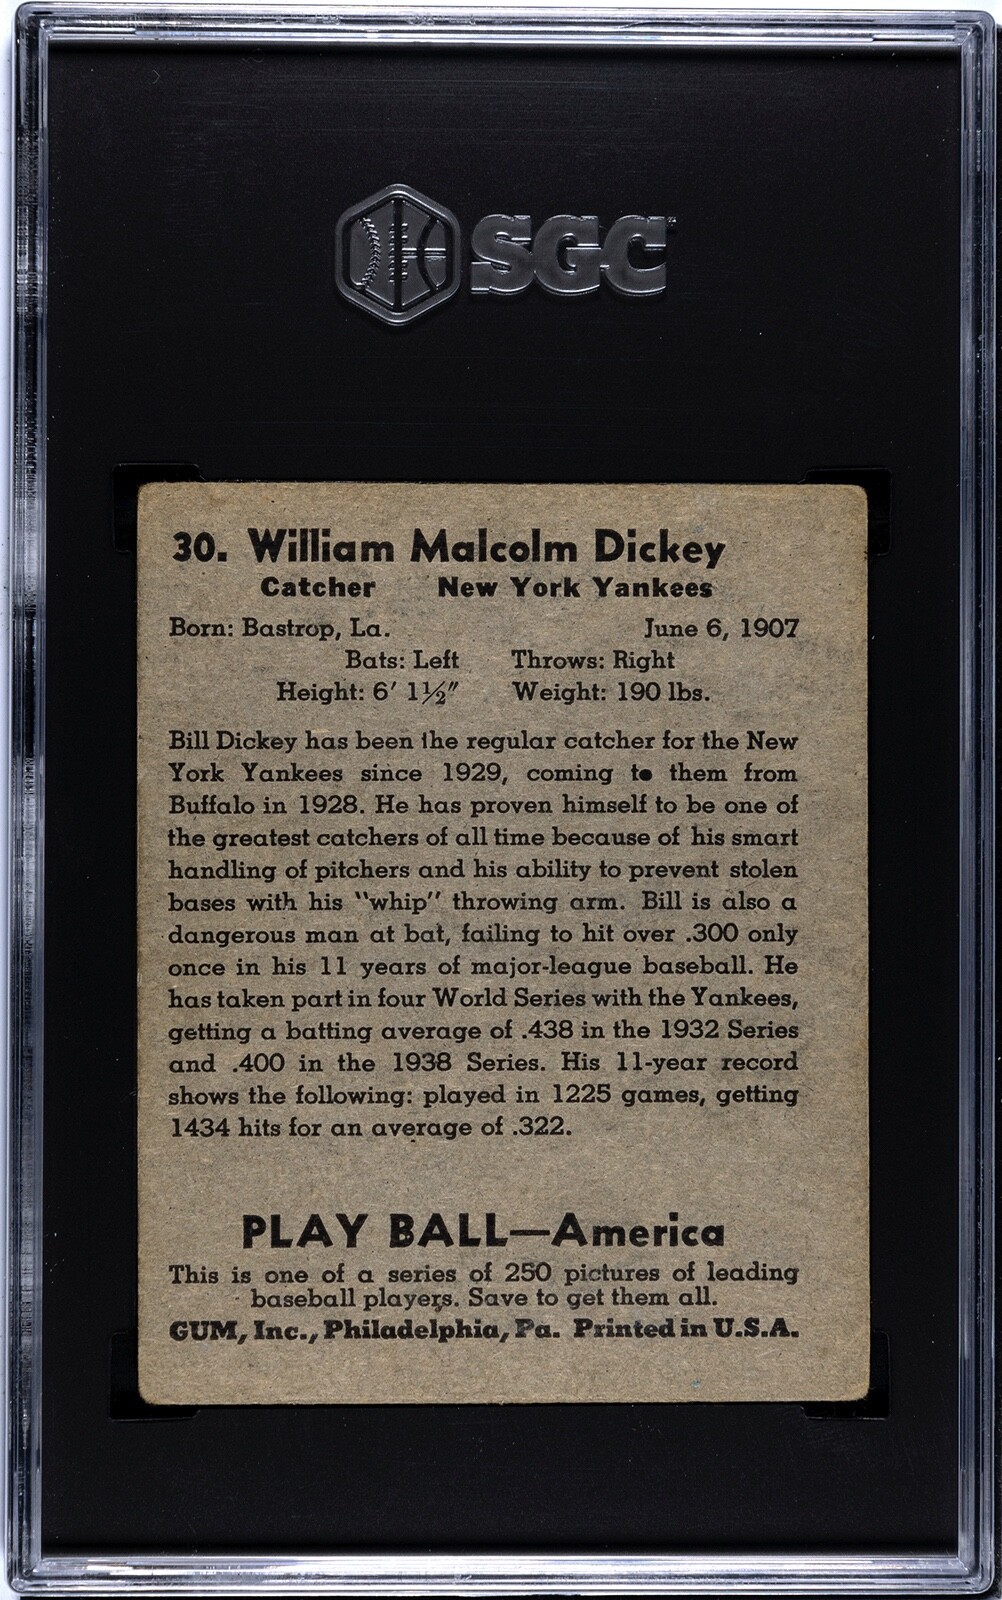 SGC
30. William Malcolm Dickey
Catcher New York Yankees
Born: Bastrop, La. June 6, 1907
Bats: Left Throws: Right
Height: 6' 1½" Weight: 190 lbs.
Bill Dickey has been the regular catcher for the New
York Yankees since 1929, coming to them from
Buffalo in 1928. He has proven himself to be one of
the greatest catchers of all time because of his smart
handling of pitchers and his ability to prevent stolen
bases with his "whip" throwing arm. Bill is also a
dangerous man at bat, failing to hit over .300 only
once in his 11 years of major-league baseball. He
has taken part in four World Series with the Yankees,
getting a batting average of .438 in the 1932 Series
and .400 in the 1938 Series. His 11-year record
shows the following: played in 1225 games, getting
1434 hits for an average of .322.
PLAY BALL—America
This is one of a series of 250 pictures of leading
baseball players. Save to get them all.
GUM, Inc., Philadelphia, Pa. Printed in U.S.A.